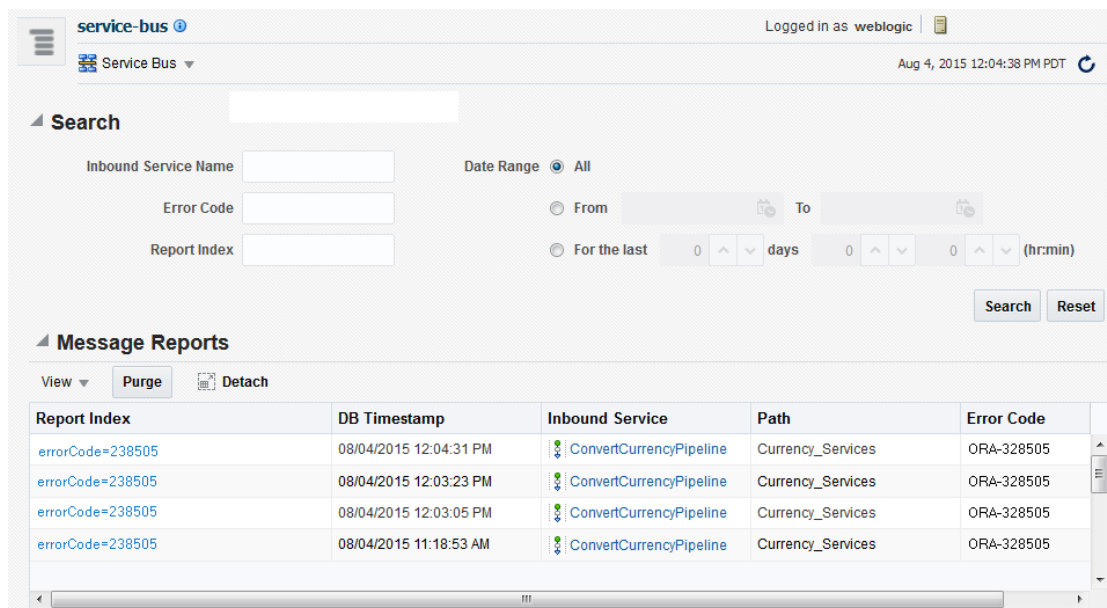 service-bus
Logged in as weblogic
Service Bus
Aug 4, 2015 12:04:38 PM PDT
Search
Inbound Service Name
Date Range All
Error Code
From To
Report Index
For the last 0 days 0 0 (hr:min)
Search Reset
Message Reports
View Purge Detach
Report Index DB Timestamp Inbound Service Path Error Code
errorCode=238505 08/04/2015 12:04:31 PM ConvertCurrencyPipeline Currency_Services ORA-328505
errorCode=238505 08/04/2015 12:03:23 PM ConvertCurrencyPipeline Currency_Services ORA-328505
errorCode=238505 08/04/2015 12:03:05 PM ConvertCurrencyPipeline Currency_Services ORA-328505
errorCode=238505 08/04/2015 11:18:53 AM ConvertCurrencyPipeline Currency_Services ORA-328505